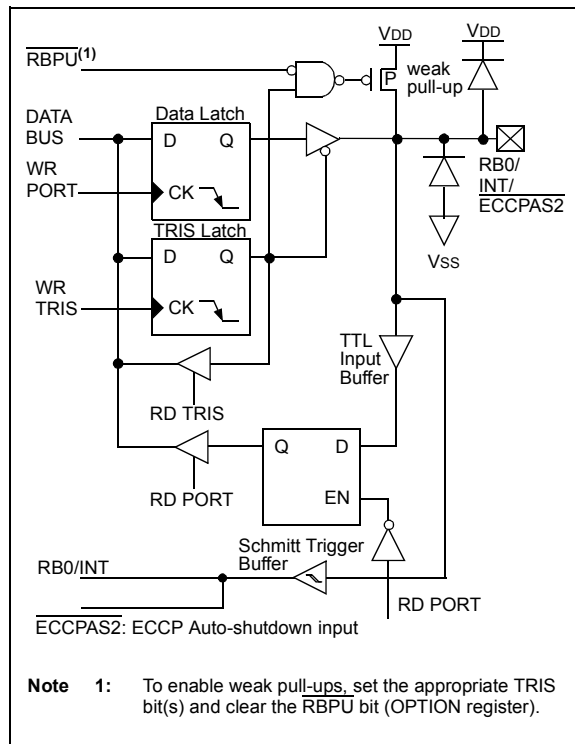 VDD
VDD
RBPU(1)
P
weak
pull-up
DATA
BUS
Data Latch
D
Q
WR
PORT
CK
RB0/
INT/
ECCPAS2
VSS
TRIS Latch
D
Q
WR
TRIS
CK
TTL
Input
Buffer
RD TRIS
Q
D
RD PORT
EN
Schmitt Trigger
Buffer
RB0/INT
RD PORT
ECCPAS2: ECCP Auto-shutdown input
Note 1: To enable weak pull-ups, set the appropriate TRIS
bit(s) and clear the RBPU bit (OPTION register).